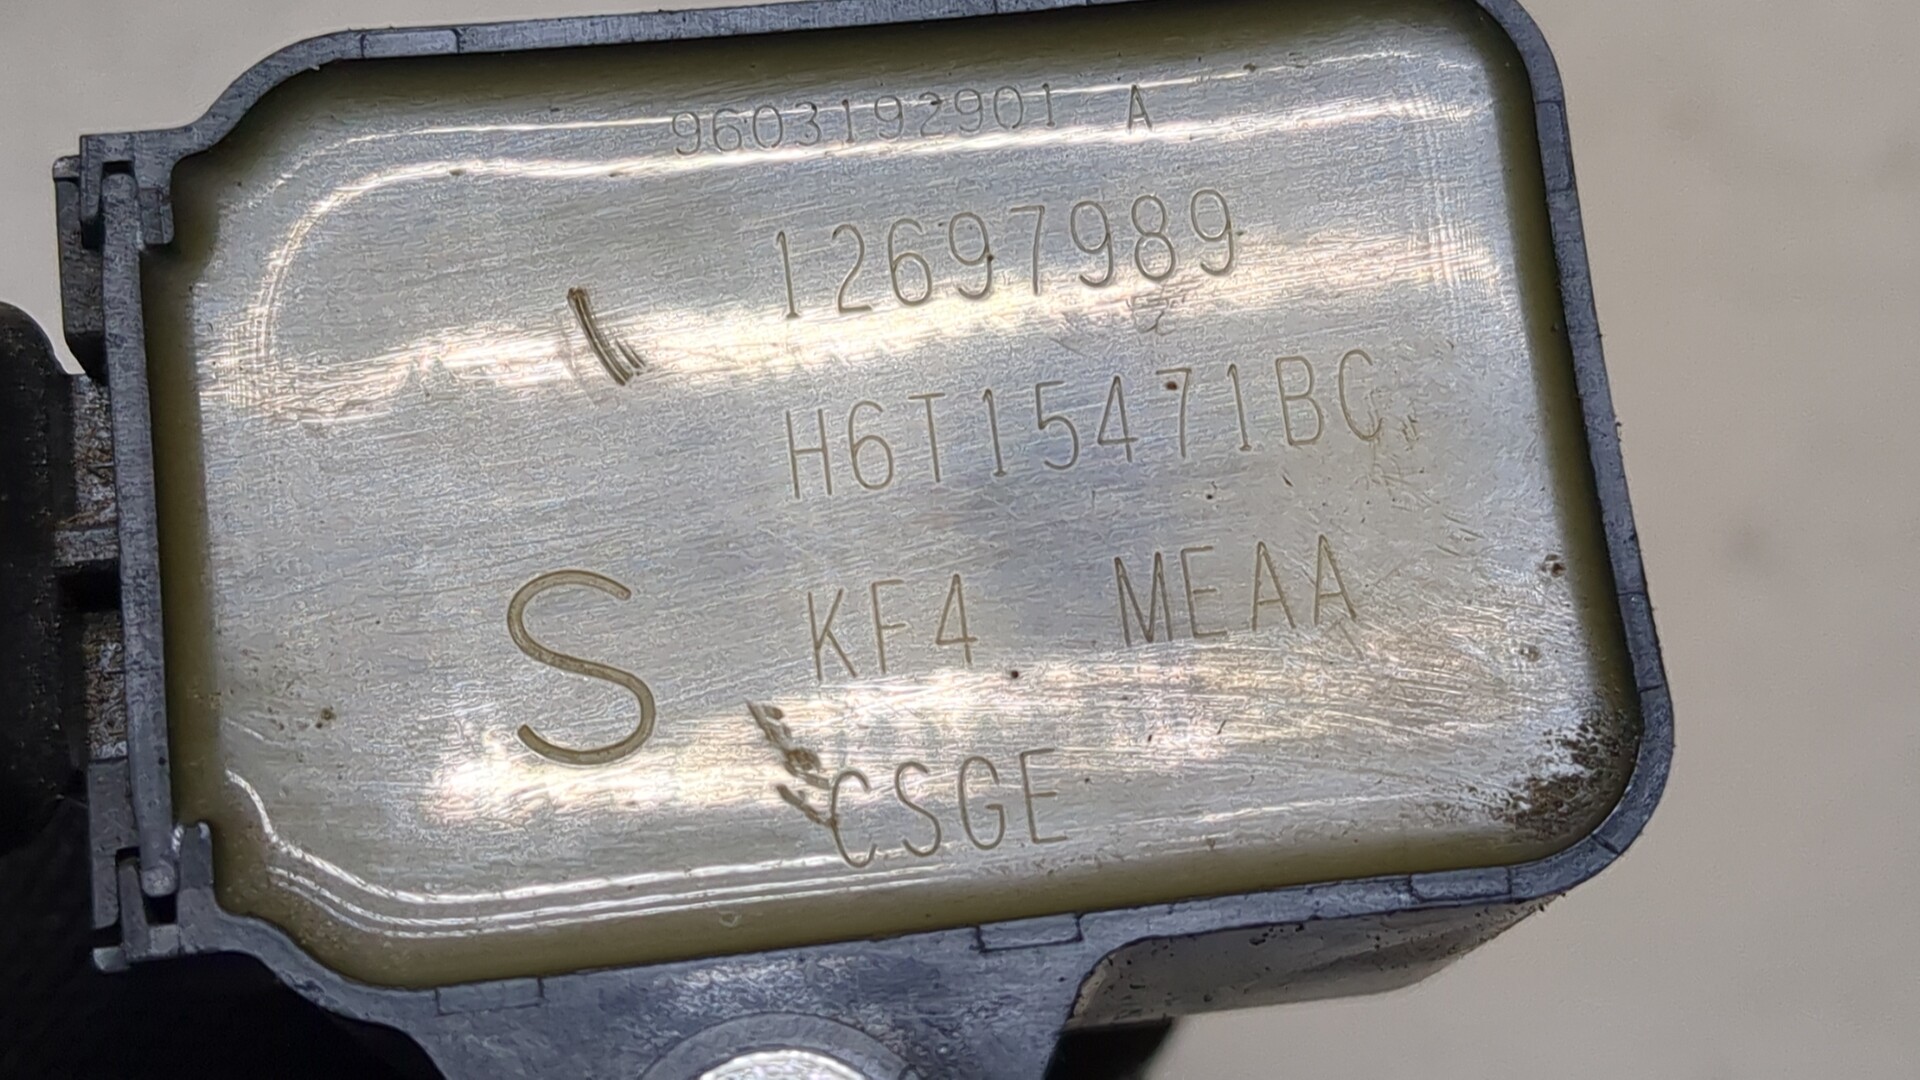 9603192901 A
12697989
H6T15471BC
S KF4 MEAA
CSGE